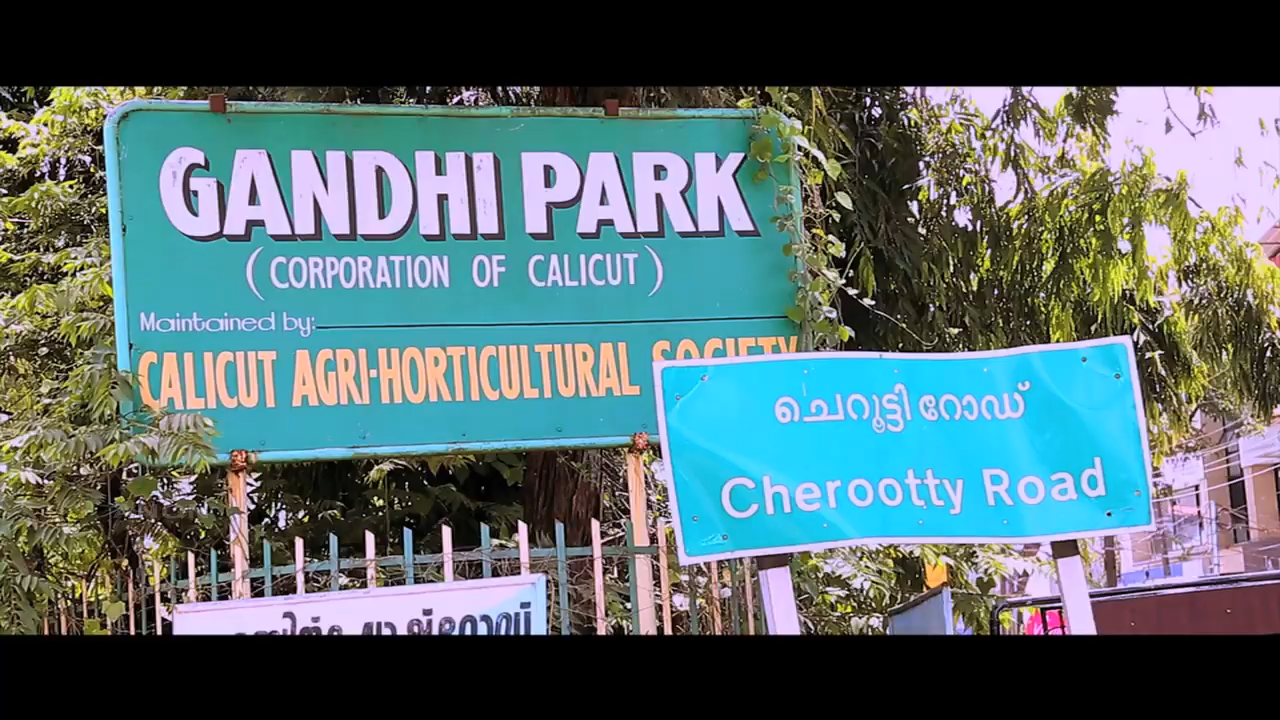 GANDHI PARK
(CORPORATION OF CALICUT)
Maintained by:
CALICUT AGRI-HORTICULTURAL SOCIETY
ചെറൂട്ടി റോഡ്
Cherootty Road